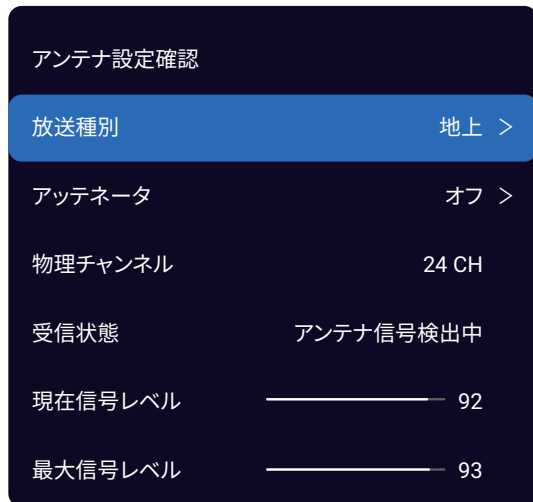 アンテナ設定確認
放送種別 地上 >
アッテネータ オフ >
物理チャンネル 24 CH
受信状態 アンテナ信号検出中
現在信号レベル 92
最大信号レベル 93